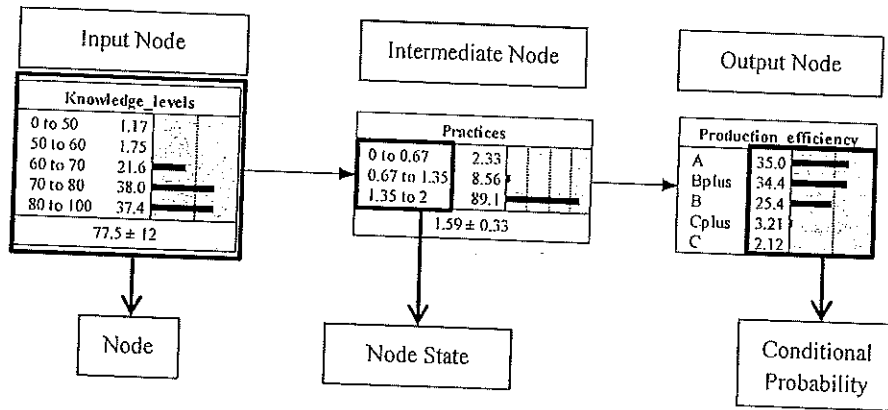 Input Node
Intermediate Node
Output Node
Knowledge_levels
0 to 50 1.17
50 to 60 1.75
60 to 70 21.6
70 to 80 38.0
80 to 100 37.4
77.5 ± 12
Practices
0 to 0.67 2.33
0.67 to 1.35 8.56
1.35 to 2 89.1
1.59 ± 0.33
Production_efficiency
A 35.0
Bplus 34.4
B 25.4
Cplus 3.21
C 2.12
Node
Node State
Conditional
Probability